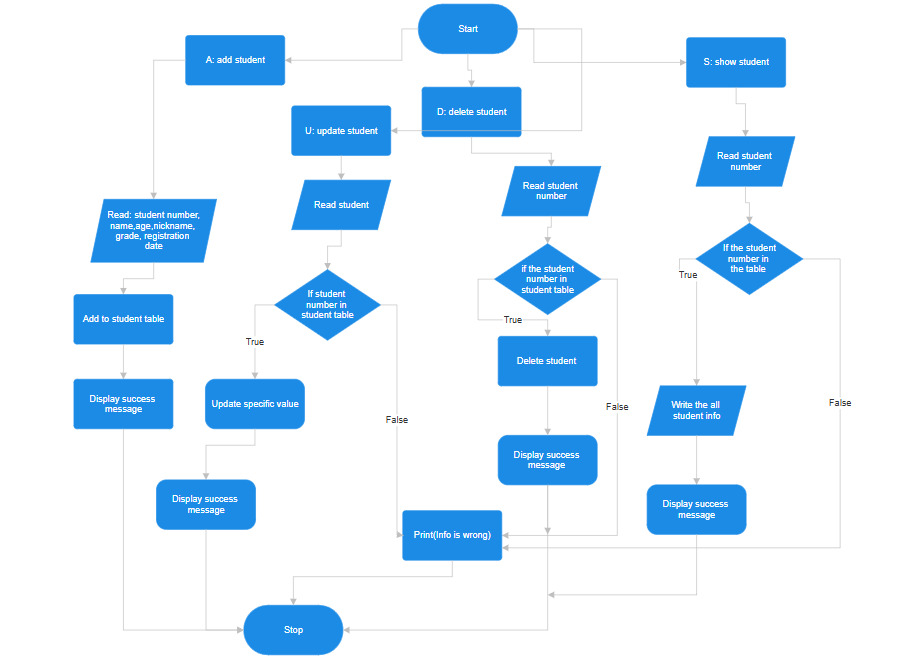 Start
A: add student
S: show student
D: delete student
U: update student
Read student
number
Read student
number
Read student
Read: student number,
name,age,nickname,
grade, registration
date
If the student
number in
the table
if the student
number in
student table
True
If student
number in
student table
Add to student table
True
True
Delete student
Display success
message
Update specific value
False
False
Write the all
student info
False
Display success
message
Display success
message
Display success
message
Print(Info is wrong)
Stop